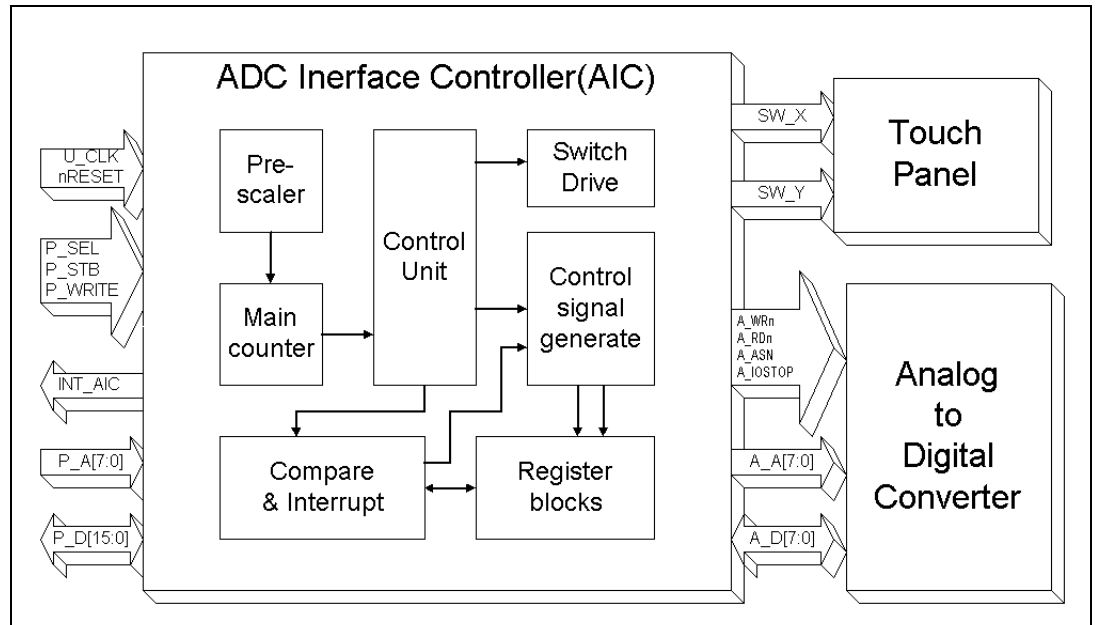 ADC Inerface Controller(AIC)
U_CLK
nRESET
P_SEL
P_STB
P_WRITE
INT_AIC
P_A[7:0]
P_D[15:0]
Pre-
scaler
Main
counter
Control
Unit
Switch
Drive
Control
signal
generate
Compare
& Interrupt
Register
blocks
SW_X
SW_Y
Touch
Panel
A_WRn
A_RDn
A_ASN
A_IOSTOP
A_A[7:0]
A_D[7:0]
Analog
to
Digital
Converter